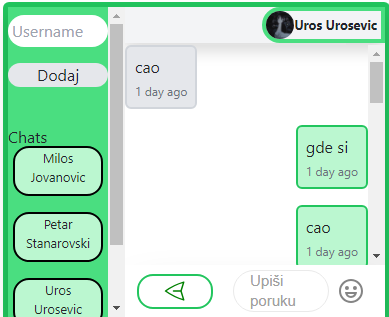 Username
Dodaj
Chats
Milos
Jovanovic
Petar
Stanarovski
Uros
Urosevic
Uros Urosevic
cao
1 day ago
gde si
1 day ago
cao
1 day ago
Upiši
poruku